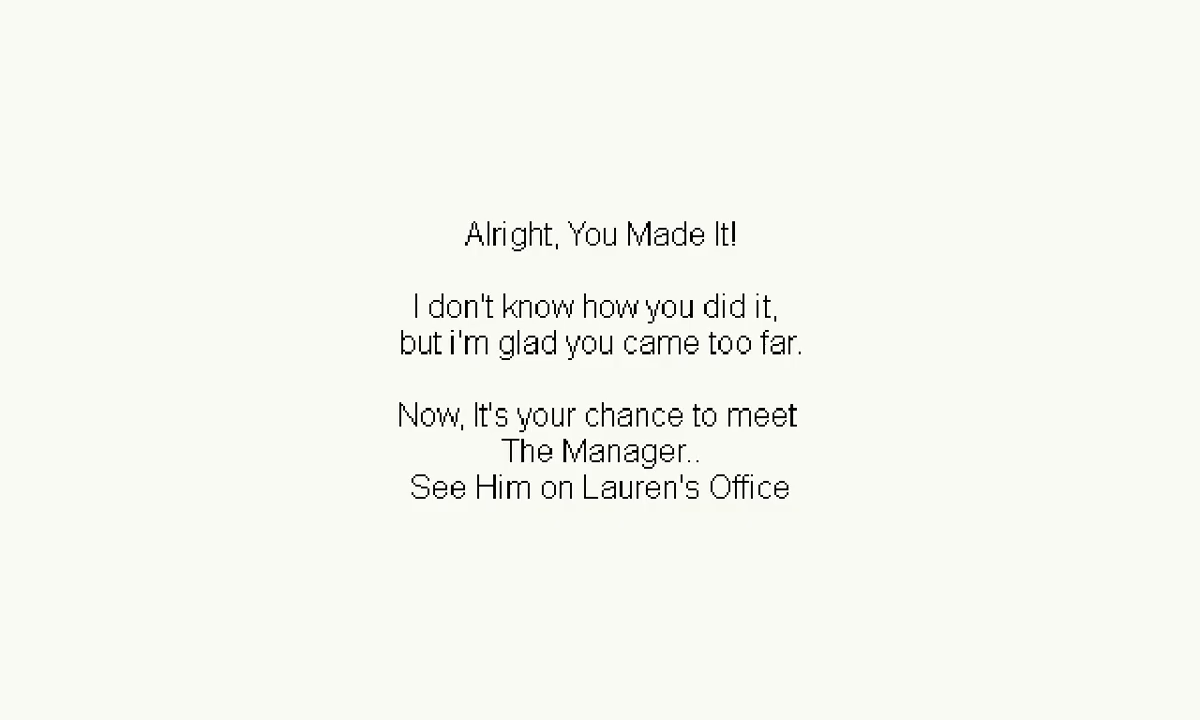 Alright, You Made It!
I don't know how you did it,
but i'm glad you came too far.
Now, It's your chance to meet
The Manager..
See Him on Lauren's Office